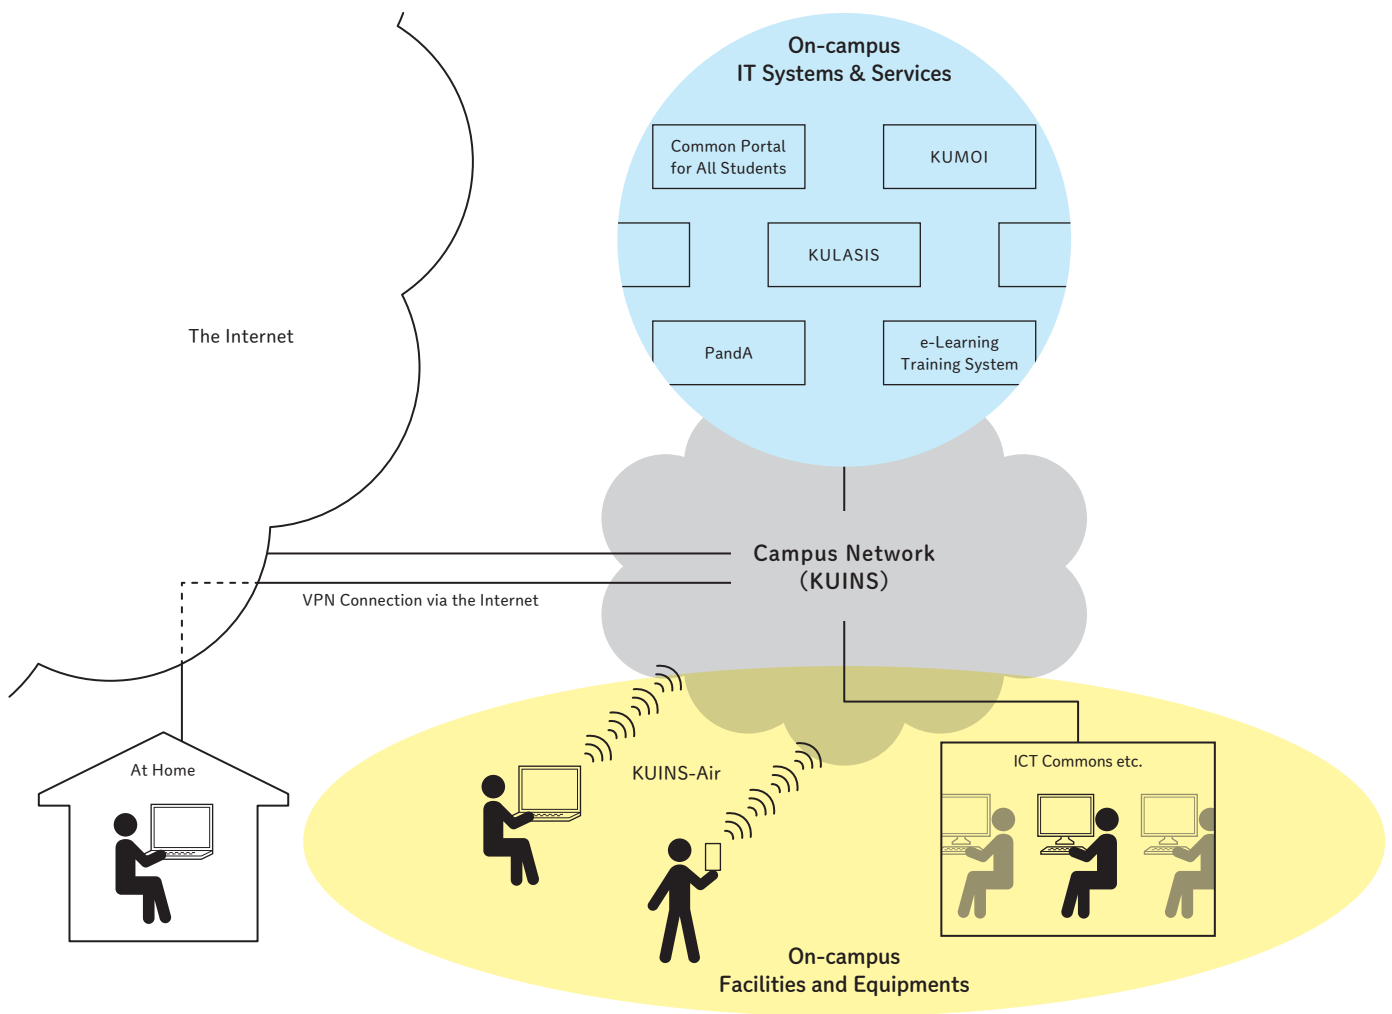 On-campus
IT Systems & Services
Common Portal
for All Students
KUMOI
KULASIS
PandA
e-Learning
Training System
The Internet
Campus Network
(KUINS)
VPN Connection via the Internet
At Home
KUINS-Air
ICT Commons etc.
On-campus
Facilities and Equipments